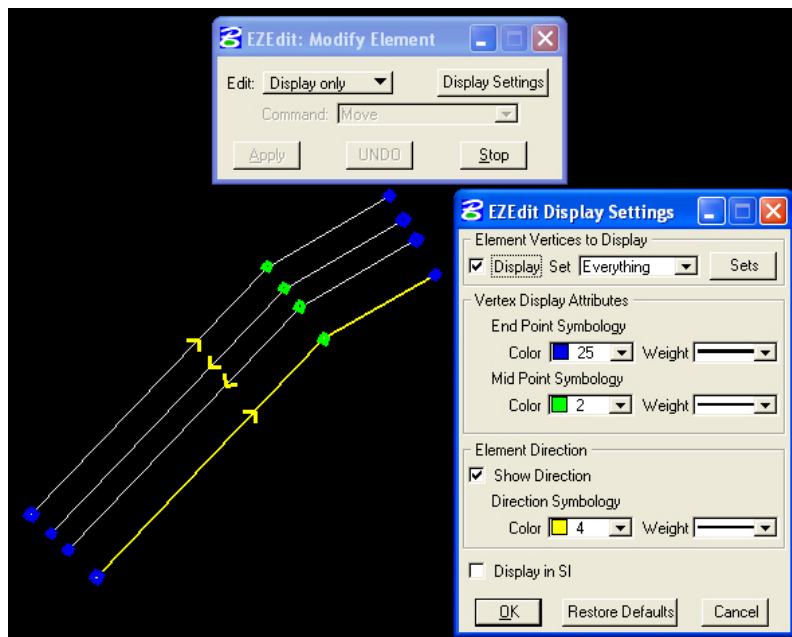 EZEdit: Modify Element
Edit: Display only Display Settings
Command: Move
Apply UNDO Stop
EZEdit Display Settings
Element Vertices to Display
Display Set Everything Sets
Vertex Display Attributes
End Point Symbology
Color 25 Weight
Mid Point Symbology
Color 2 Weight
Element Direction
Show Direction
Direction Symbology
Color 4 Weight
Display in SI
OK Restore Defaults Cancel